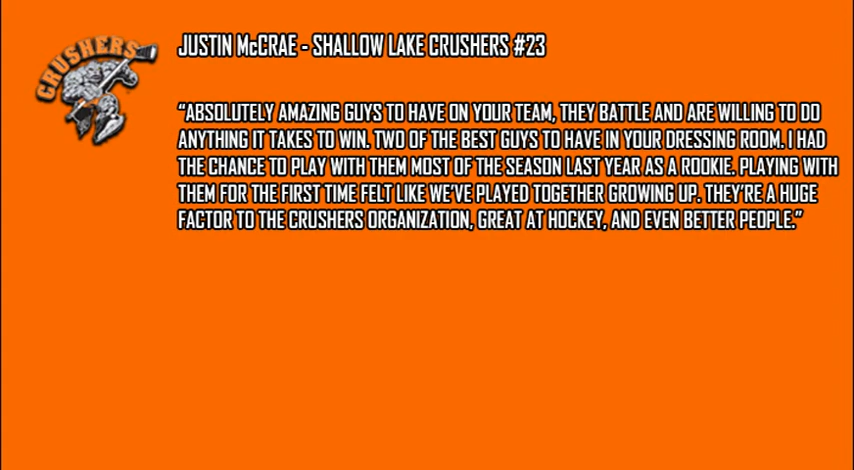 CRUSHERS
JUSTIN McCRAE - SHALLOW LAKE CRUSHERS #23
“ABSOLUTELY AMAZING GUYS TO HAVE ON YOUR TEAM, THEY BATTLE AND ARE WILLING TO DO
ANYTHING IT TAKES TO WIN. TWO OF THE BEST GUYS TO HAVE IN YOUR DRESSING ROOM. I HAD
THE CHANCE TO PLAY WITH THEM MOST OF THE SEASON LAST YEAR AS A ROOKIE. PLAYING WITH
THEM FOR THE FIRST TIME FELT LIKE WE’VE PLAYED TOGETHER GROWING UP. THEY’RE A HUGE
FACTOR TO THE CRUSHERS ORGANIZATION, GREAT AT HOCKEY, AND EVEN BETTER PEOPLE.”